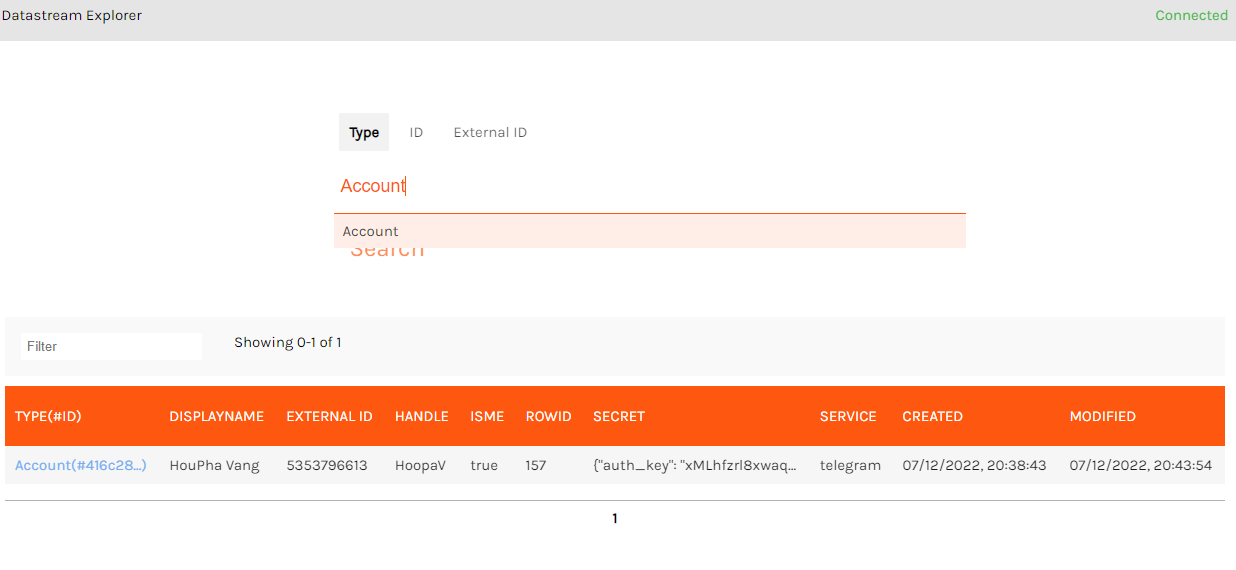 Datastream Explorer Connected
Type ID External ID
Account
Account
Search
Filter Showing 0-1 of 1
TYPE(#ID) DISPLAYNAME EXTERNAL ID HANDLE ISME ROWID SECRET SERVICE CREATED MODIFIED
Account(#416c28...) HouPha Vang 5353796613 HoopaV true 157 {"auth_key": "xMLhfzrl8xwaq... telegram 07/12/2022, 20:38:43 07/12/2022, 20:43:54
1